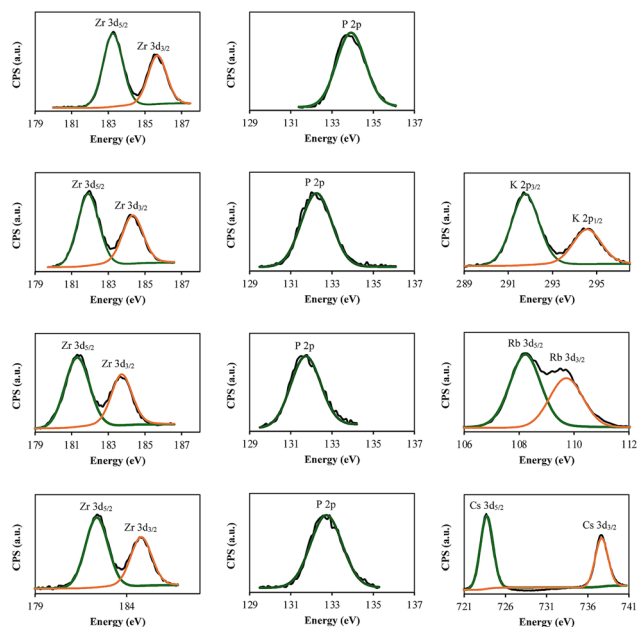 Zr 3d5/2
Zr 3d3/2
CPS (a.u.)
179 181 183 185 187
Energy (eV)
P 2p
CPS (a.u.)
129 131 133 135 137
Energy (eV)
Zr 3d5/2
Zr 3d3/2
CPS (a.u.)
179 181 183 185 187
Energy (eV)
P 2p
CPS (a.u.)
129 131 133 135 137
Energy (eV)
K 2p3/2
K 2p1/2
CPS (a.u.)
289 291 293 295
Energy (eV)
Zr 3d5/2
Zr 3d3/2
CPS (a.u.)
179 181 183 185 187
Energy (eV)
P 2p
CPS (a.u.)
129 131 133 135 137
Energy (eV)
Rb 3d5/2
Rb 3d3/2
CPS (a.u.)
106 108 110 112
Energy (eV)
Zr 3d5/2
Zr 3d3/2
CPS (a.u.)
179 184
Energy (eV)
P 2p
CPS (a.u.)
129 131 133 135 137
Energy (eV)
Cs 3d5/2
Cs 3d3/2
CPS (a.u.)
721 726 731 736 741
Energy (eV)